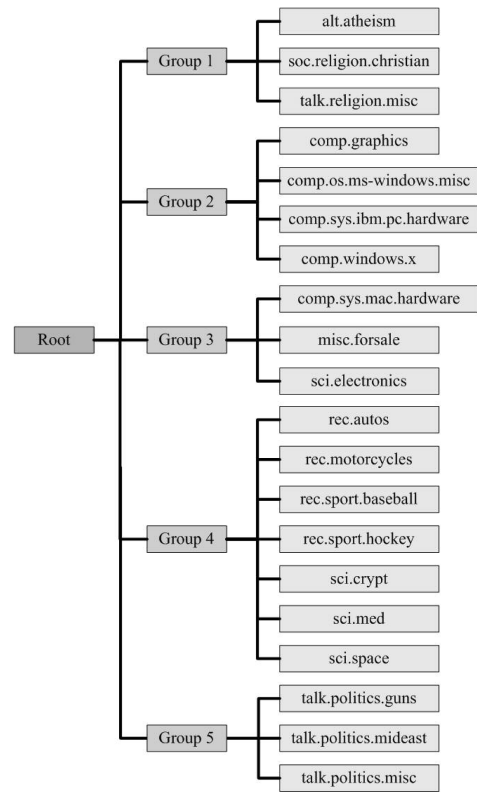 Root
Group 1
alt.atheism
soc.religion.christian
talk.religion.misc
Group 2
comp.graphics
comp.os.ms-windows.misc
comp.sys.ibm.pc.hardware
comp.windows.x
Group 3
comp.sys.mac.hardware
misc.forsale
sci.electronics
Group 4
rec.autos
rec.motorcycles
rec.sport.baseball
rec.sport.hockey
sci.crypt
sci.med
sci.space
Group 5
talk.politics.guns
talk.politics.mideast
talk.politics.misc